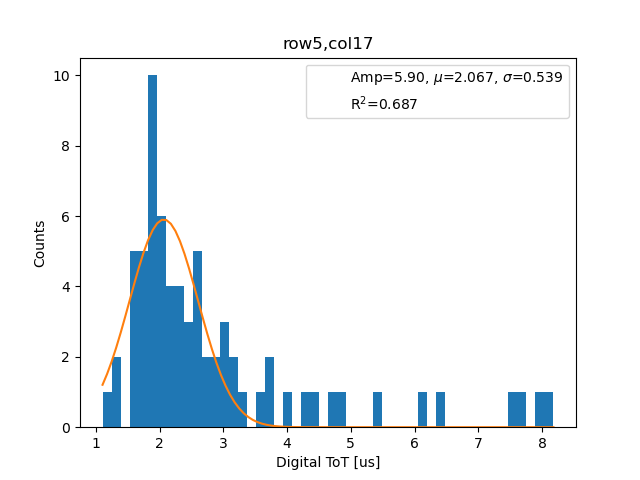 row5,col17
Amp=5.90, μ=2.067, σ=0.539
R²=0.687
Counts
10
8
6
4
2
0
1 2 3 4 5 6 7 8
Digital ToT [us]